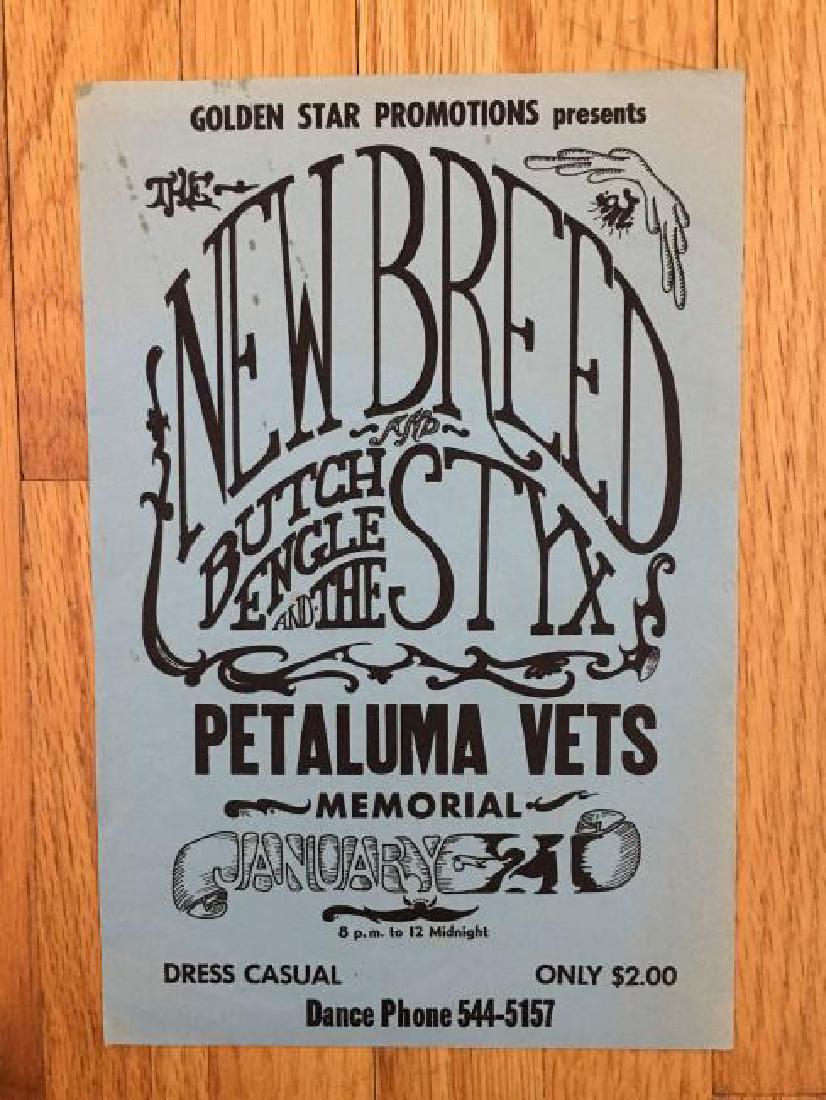 GOLDEN STAR PROMOTIONS presents
THE
NEW BREED
AND
BUTCH
ENGLE
AND THE
STYX
PETALUMA VETS
MEMORIAL
JANUARY 21
8 p.m. to 12 Midnight
DRESS CASUAL ONLY $2.00
Dance Phone 544-5157